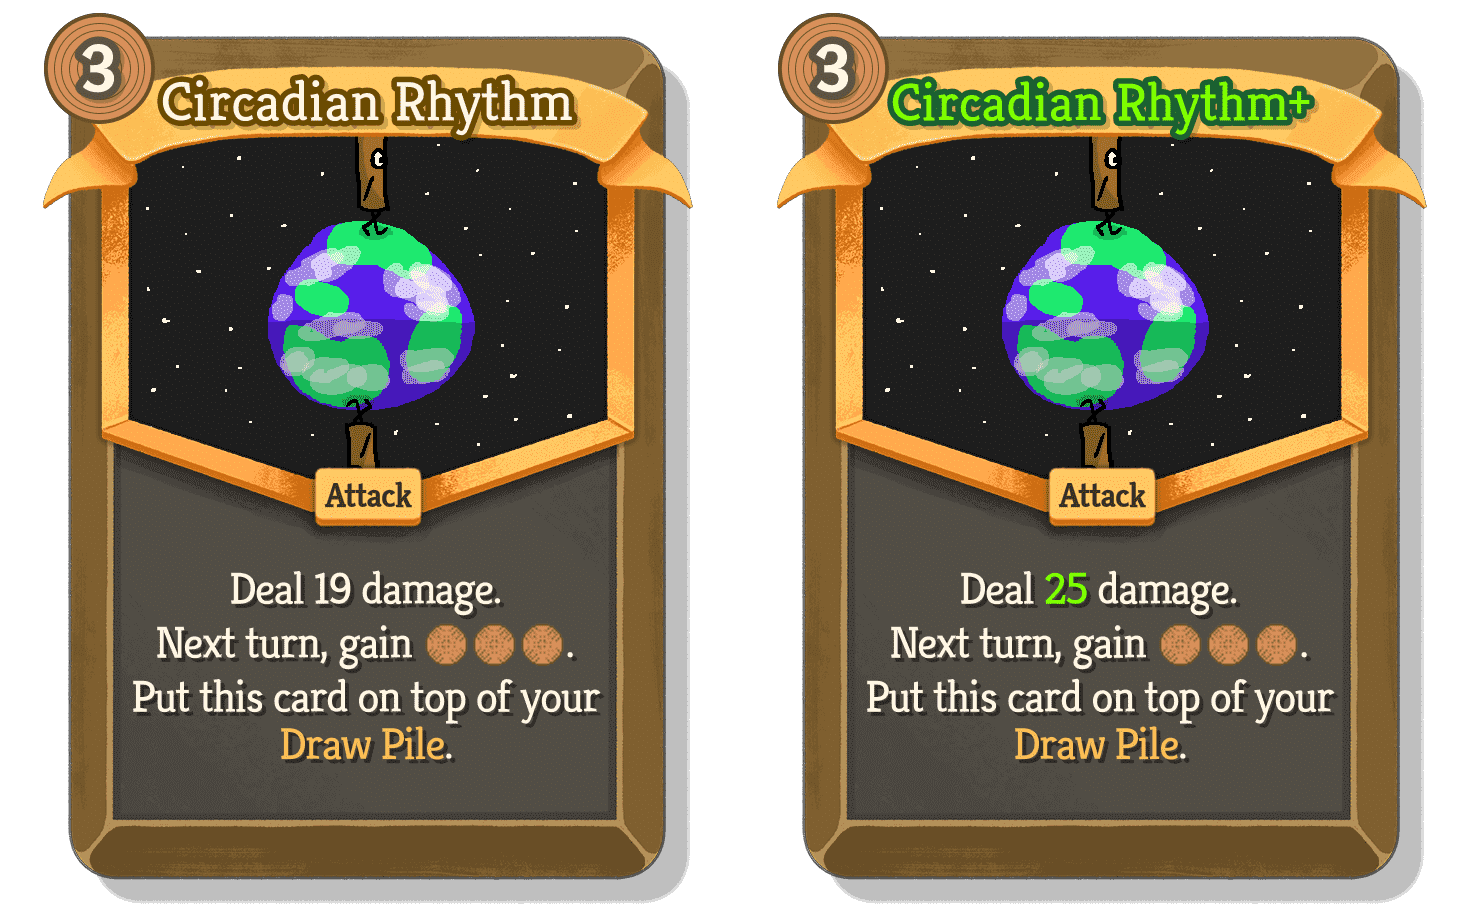 3
Circadian Rhythm
Attack
Deal 19 damage.
Next turn, gain .
Put this card on top of your
Draw Pile.
3
Circadian Rhythm+
Attack
Deal 25 damage.
Next turn, gain .
Put this card on top of your
Draw Pile.